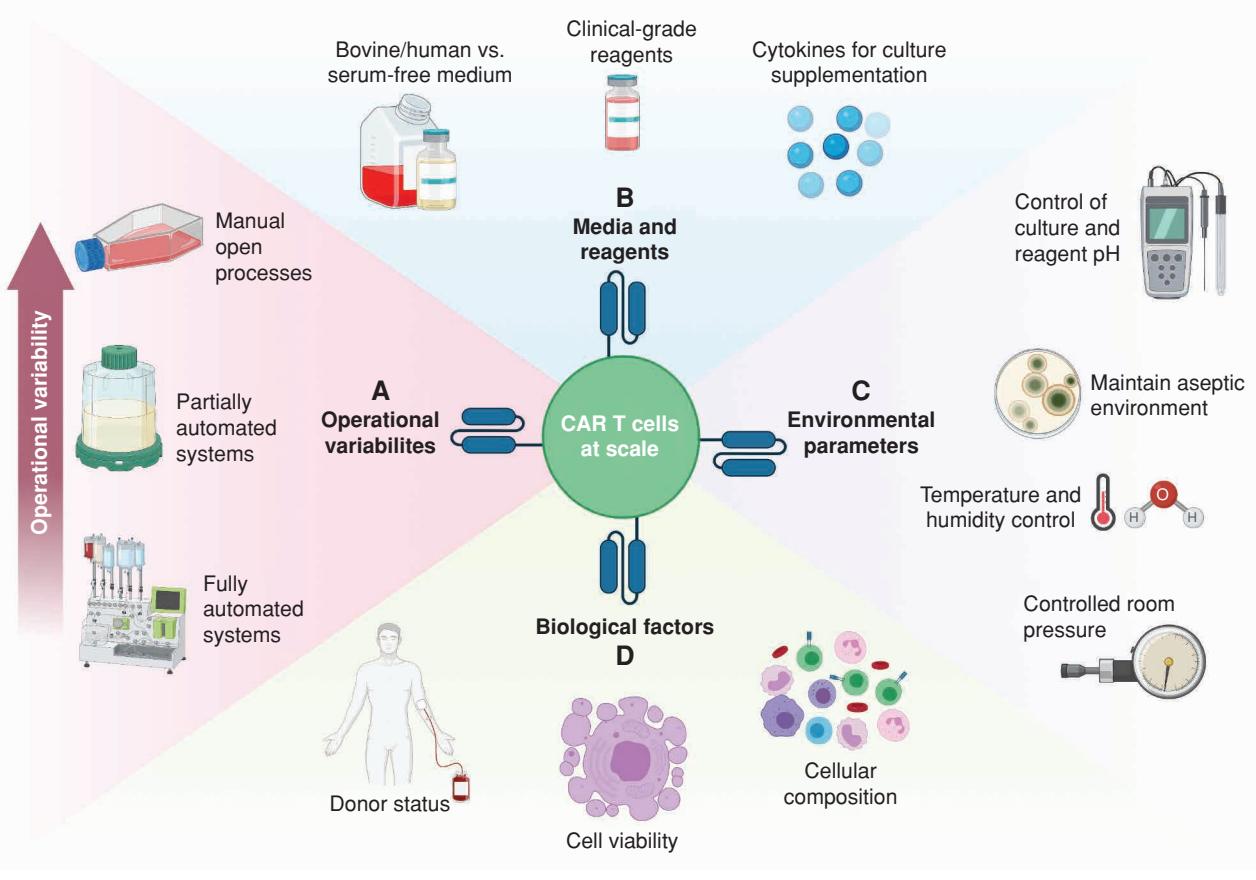 Bovine/human vs.
serum-free medium
Clinical-grade
reagents
Cytokines for culture
supplementation
B
Media and
reagents
Operational variability
Manual
open
processes
Partially
automated
systems
Fully
automated
systems
A
Operational
variabilites
CAR T cells
at scale
C
Environmental
parameters
Control of
culture and
reagent pH
Maintain aseptic
environment
Temperature and
humidity control
O
H
H
Controlled room
pressure
Biological factors
D
Donor status
Cell viability
Cellular
composition